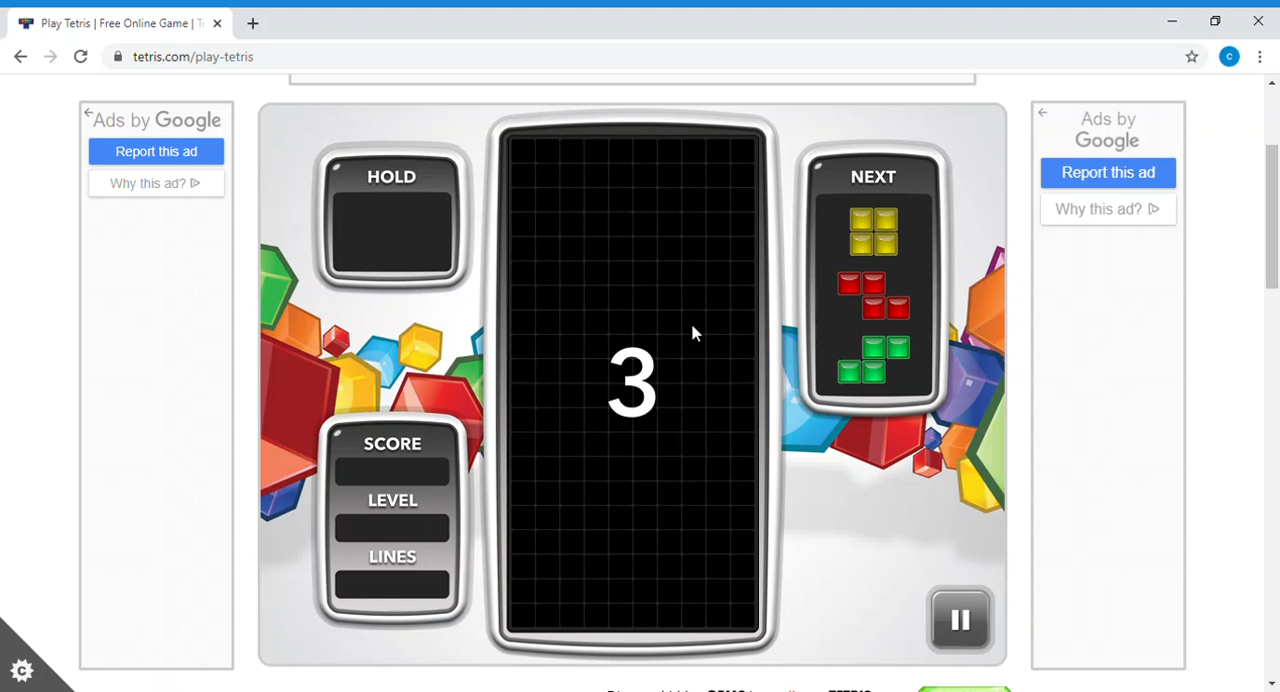 Play Tetris | Free Online Game |
tetris.com/play-tetris
c
Ads by Google
Report this ad
Why this ad?
HOLD
SCORE
LEVEL
LINES
3
NEXT
Ads by
Google
Report this ad
Why this ad?
C